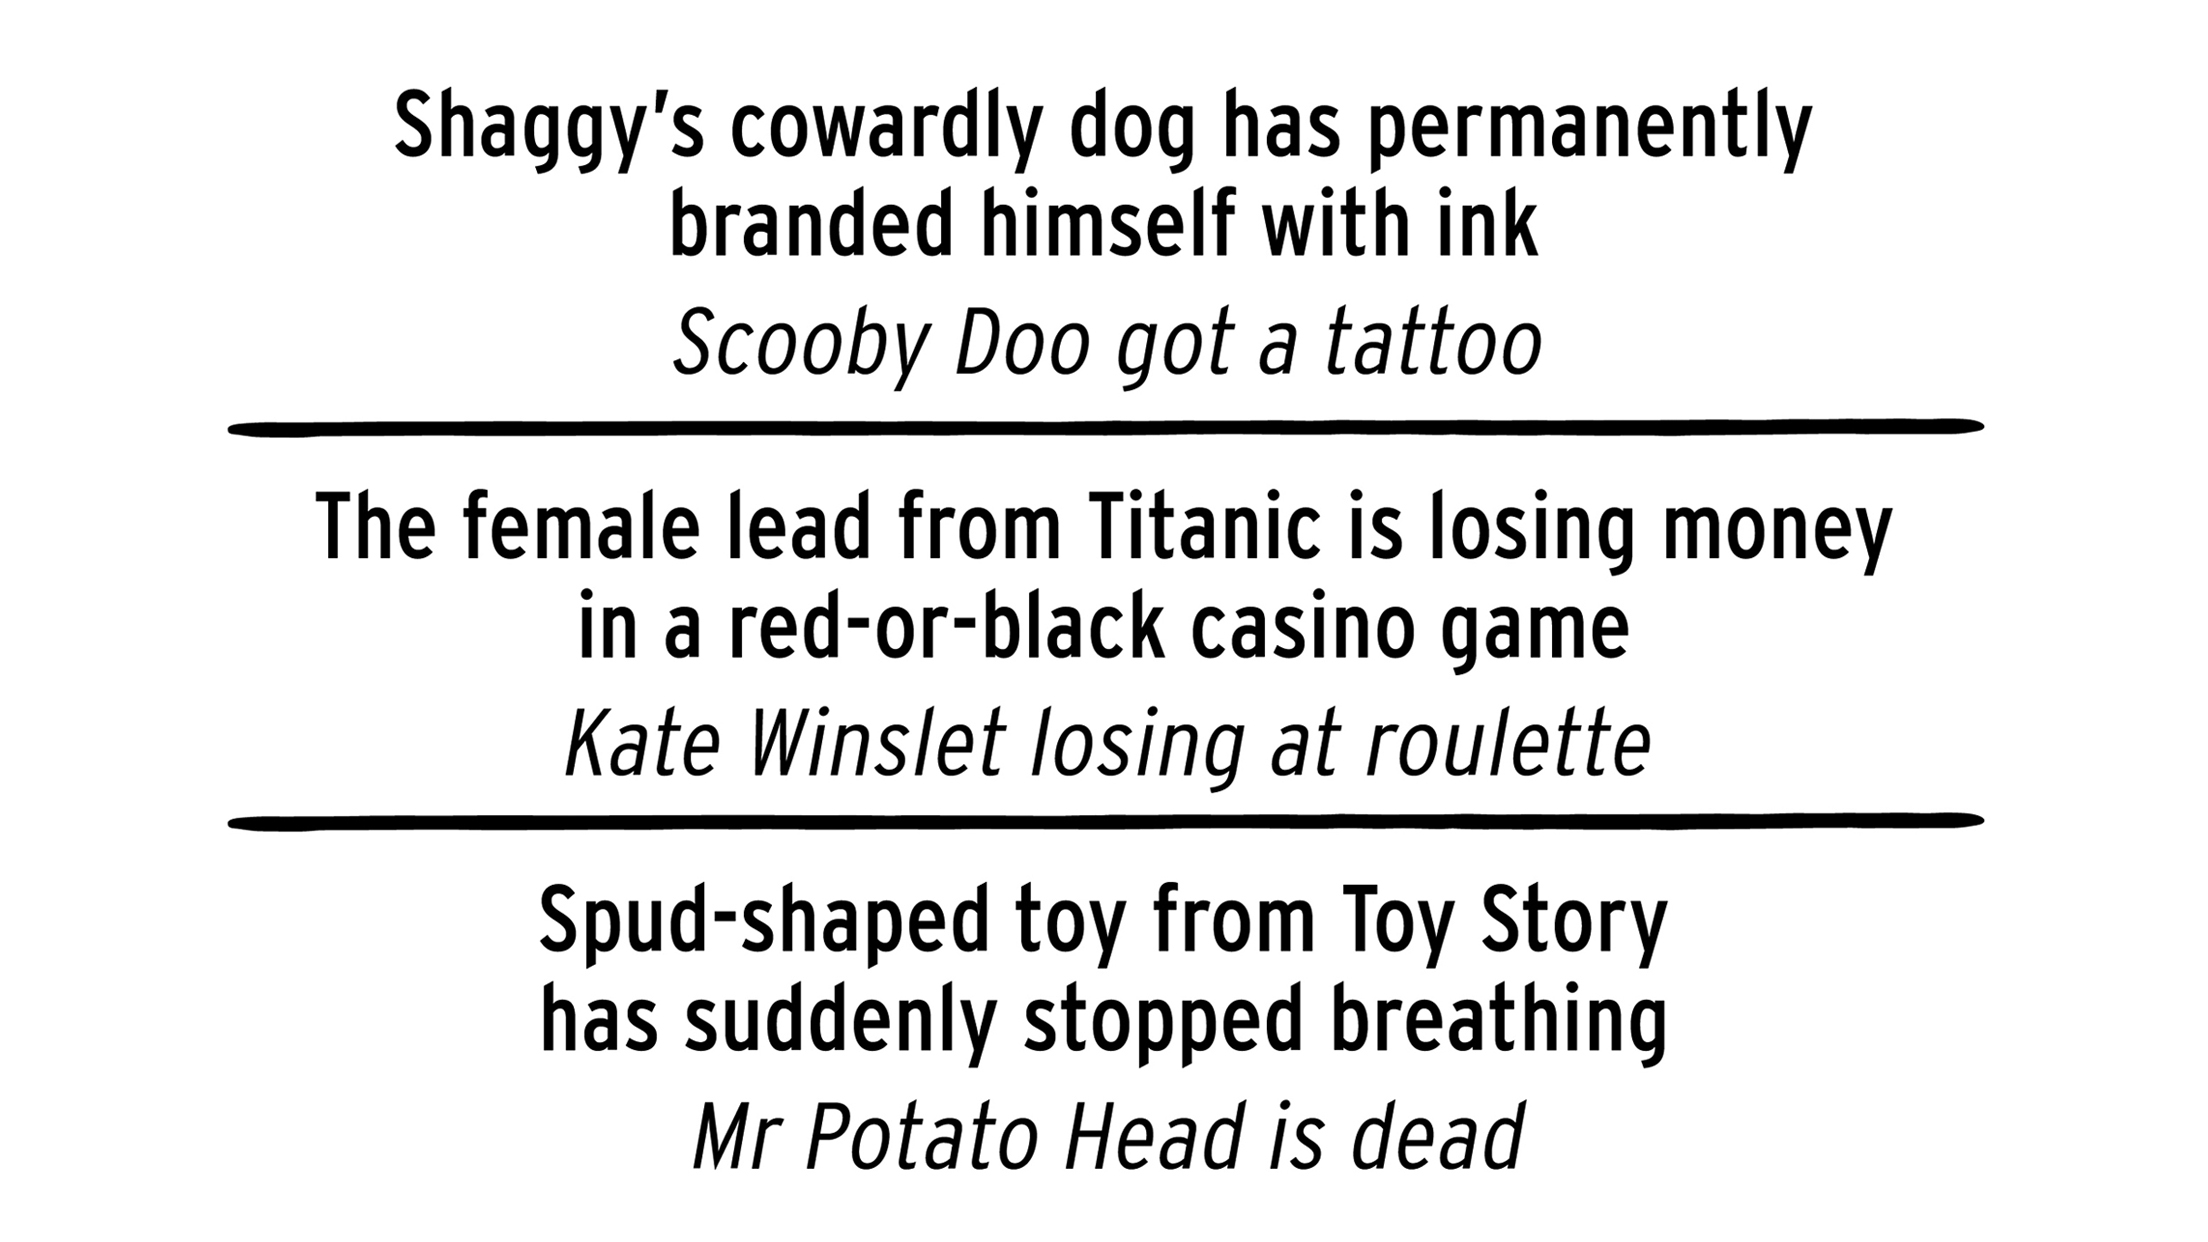 Shaggy’s cowardly dog has permanently
branded himself with ink
Scooby Doo got a tattoo
The female lead from Titanic is losing money
in a red-or-black casino game
Kate Winslet losing at roulette
Spud-shaped toy from Toy Story
has suddenly stopped breathing
Mr Potato Head is dead